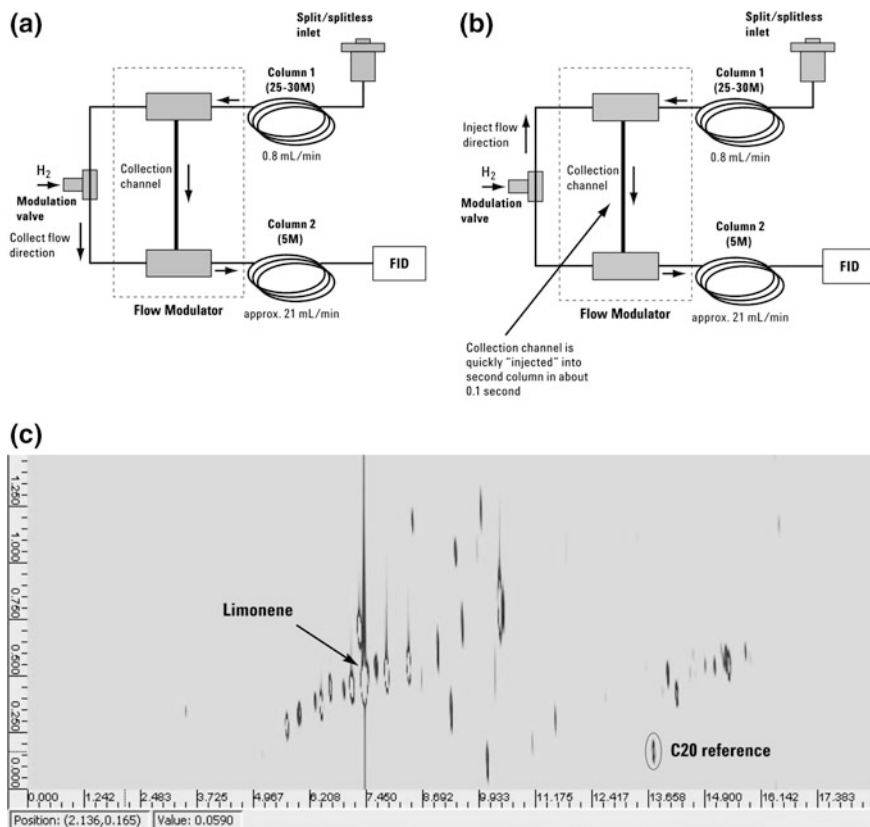 (a)
Split/splitless
inlet
Column 1
(25-30M)
0.8 mL/min
H2
Modulation
valve
Collect flow
direction
Collection
channel
Column 2
(5M)
FID
Flow Modulator
approx. 21 mL/min
(b)
Split/splitless
inlet
Column 1
(25-30M)
Inject flow
direction
0.8 mL/min
H2
Modulation
valve
Collection
channel
Column 2
(5M)
FID
Flow Modulator
approx. 21 mL/min
Collection channel is
quickly "injected" into
second column in about
0.1 second
(c)
1.250
1.000
0.750
0.500
0.250
0.000
Limonene
C20 reference
0.000 1.242 2.483 3.725 4.967 6.208 7.450 8.692 9.933 11.175 12.417 13.658 14.900 16.142 17.383
Position: (2.136,0.165) Value: 0.0590